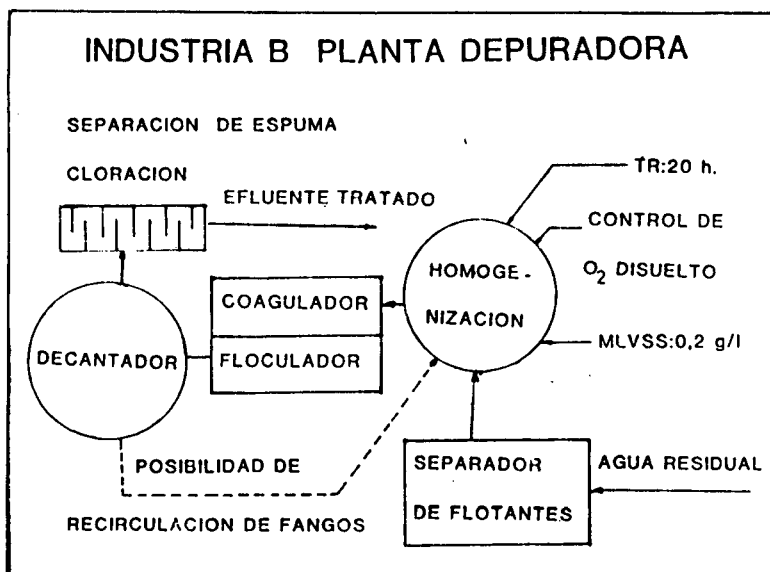 INDUSTRIA B PLANTA DEPURADORA
SEPARACION DE ESPUMA
CLORACION
EFLUENTE TRATADO
TR:20 h.
CONTROL DE
O2 DISUELTO
MLVSS:0,2 g/l
HOMOGE-
NIZACION
COAGULADOR
FLOCULADOR
DECANTADOR
POSIBILIDAD DE
RECIRCULACION DE FANGOS
SEPARADOR
DE FLOTANTES
AGUA RESIDUAL